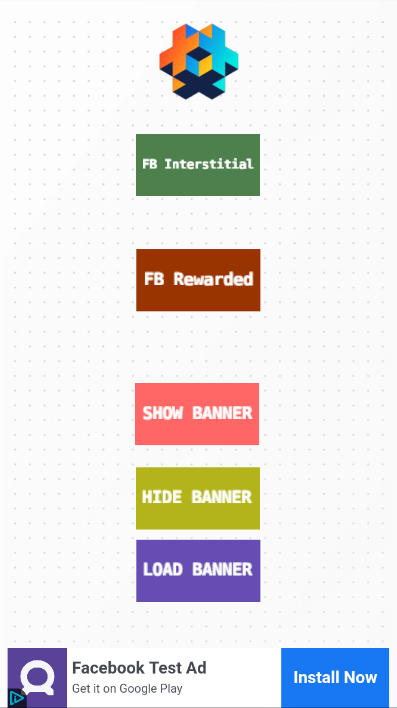 FB Interstitial
FB Rewarded
SHOW BANNER
HIDE BANNER
LOAD BANNER
Facebook Test Ad
Get it on Google Play
Install Now